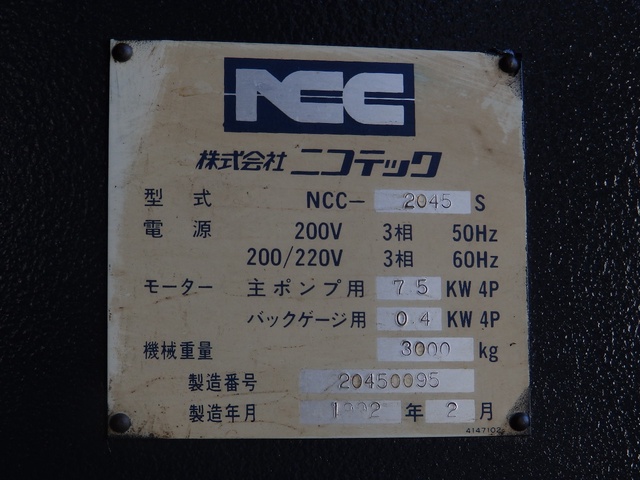 NCC
株式会社 ニコテック
型式 NCC-2045 S
電源 200V 3相 50Hz
200/220V 3相 60Hz
モーター 主ポンプ用 7.5 KW 4P
バックゲージ用 0.4 KW 4P
機械重量 3000 kg
製造番号 20450095
製造年月 1992 年 2 月